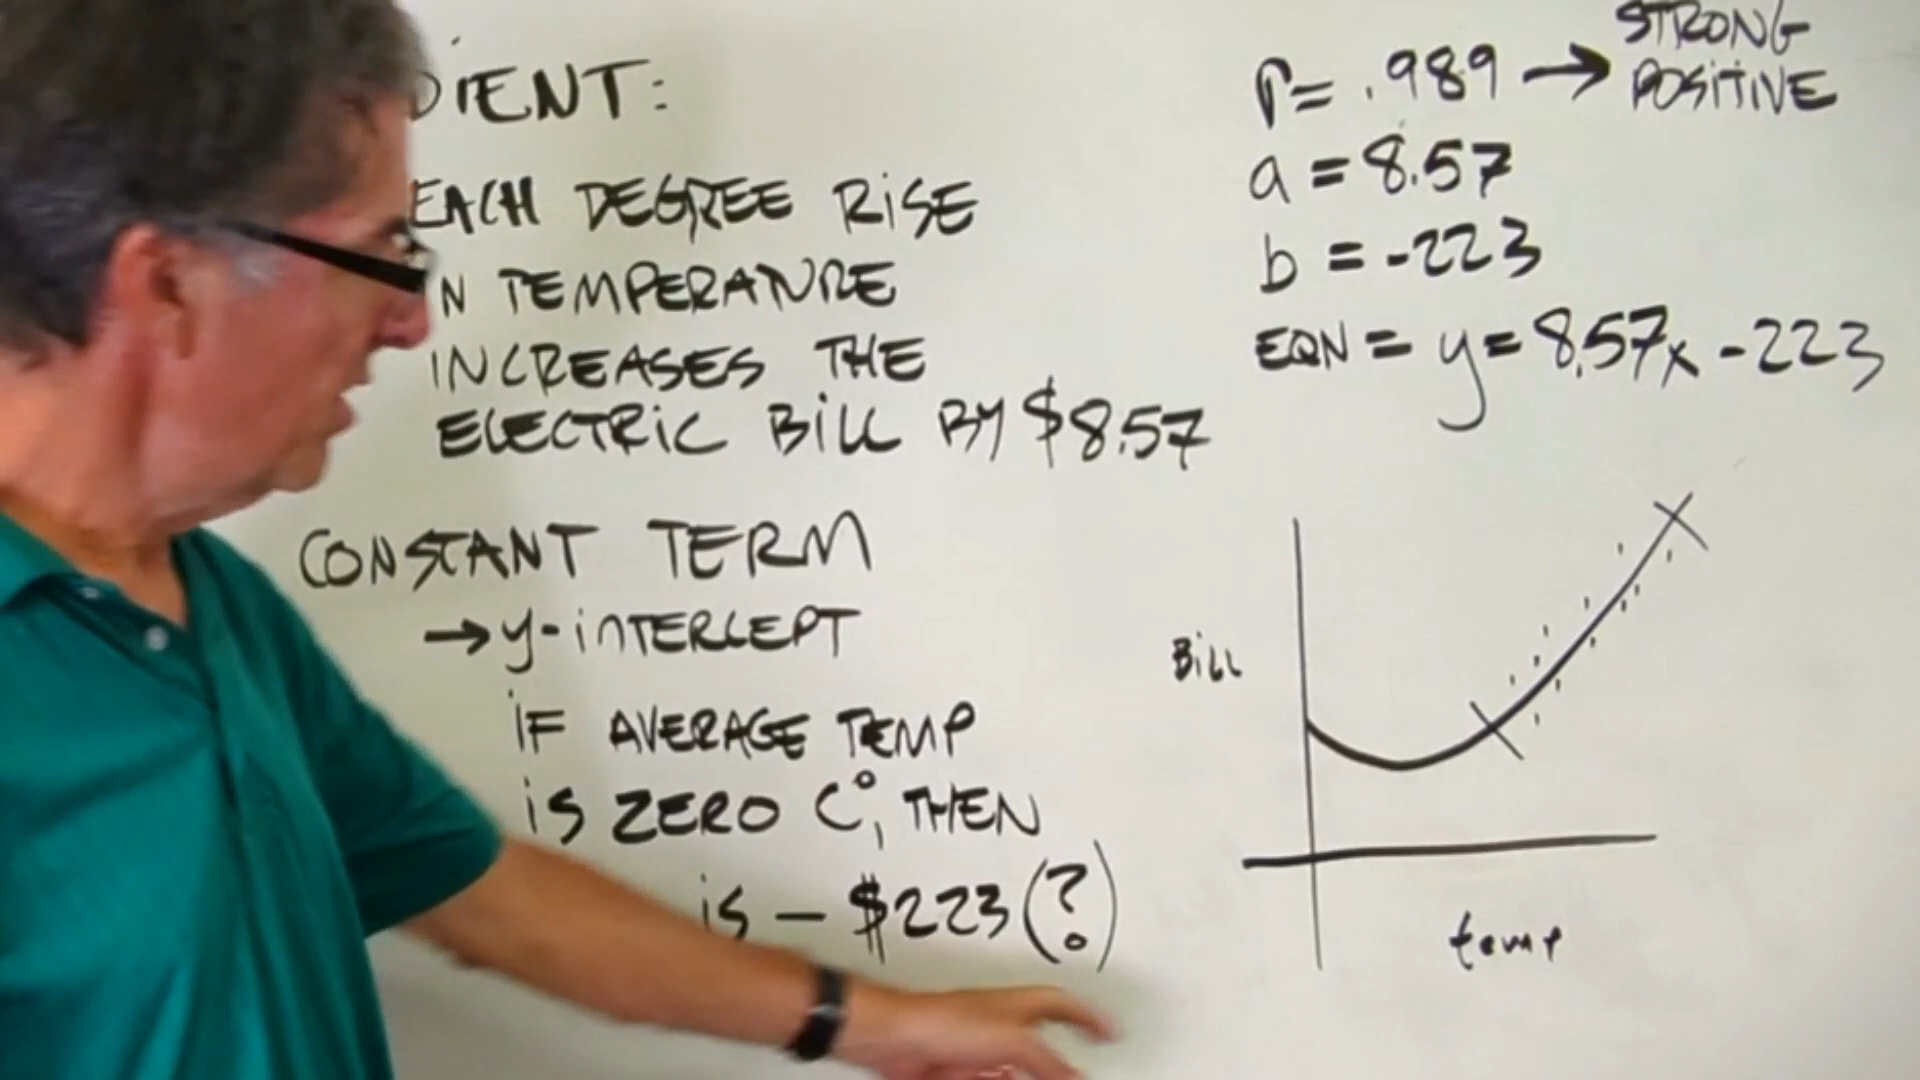 DIENT:
EACH DEGREE RISE
N TEMPERATURE
INCREASES THE
ELECTRIC BILL BY $8.57
CONSTANT TERM
→ y-INTERCEPT
IF AVERAGE TEMP
IS ZERO C°, THEN
IS - $223 (?)
r = .989 → STRONG
POSITIVE
a = 8.57
b = -223
EQN = y = 8.57x - 223
Bill
temp